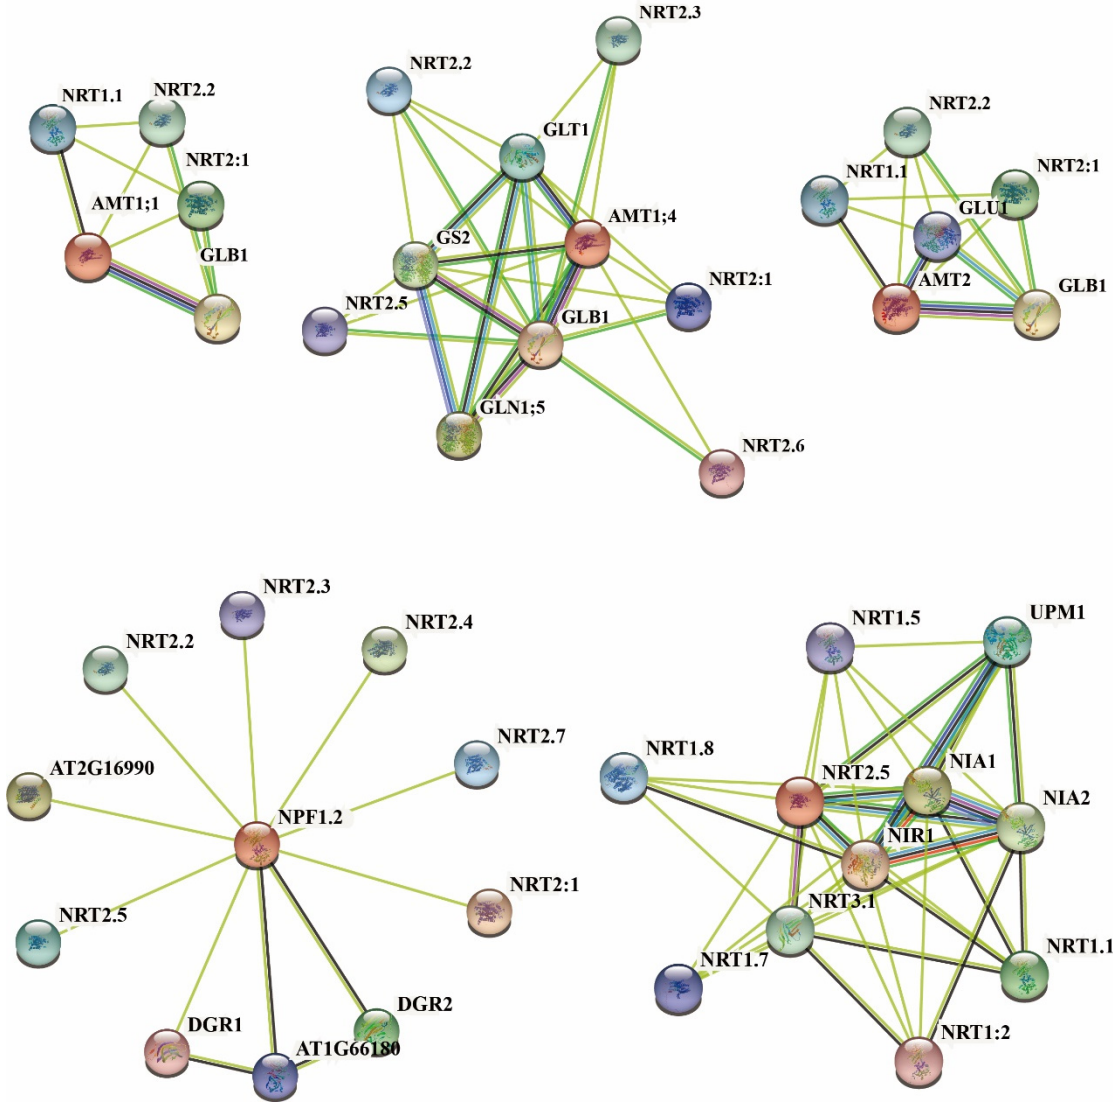 NRT1.1
NRT2.2
NRT2:1
AMT1;1
GLB1
NRT2.3
NRT2.2
GLT1
AMT1;4
GS2
NRT2:1
NRT2.5
GLB1
GLN1;5
NRT2.6
NRT2.2
NRT1.1
NRT2:1
GLU1
AMT2
GLB1
NRT2.3
NRT2.4
NRT2.2
NRT2.7
AT2G16990
NPF1.2
NRT2:1
NRT2.5
DGR2
DGR1
AT1G66180
NRT1.5
UPM1
NRT1.8
NRT2.5
NIA1
NIA2
NIR1
NRT3.1
NRT1.7
NRT1.1
NRT1:2